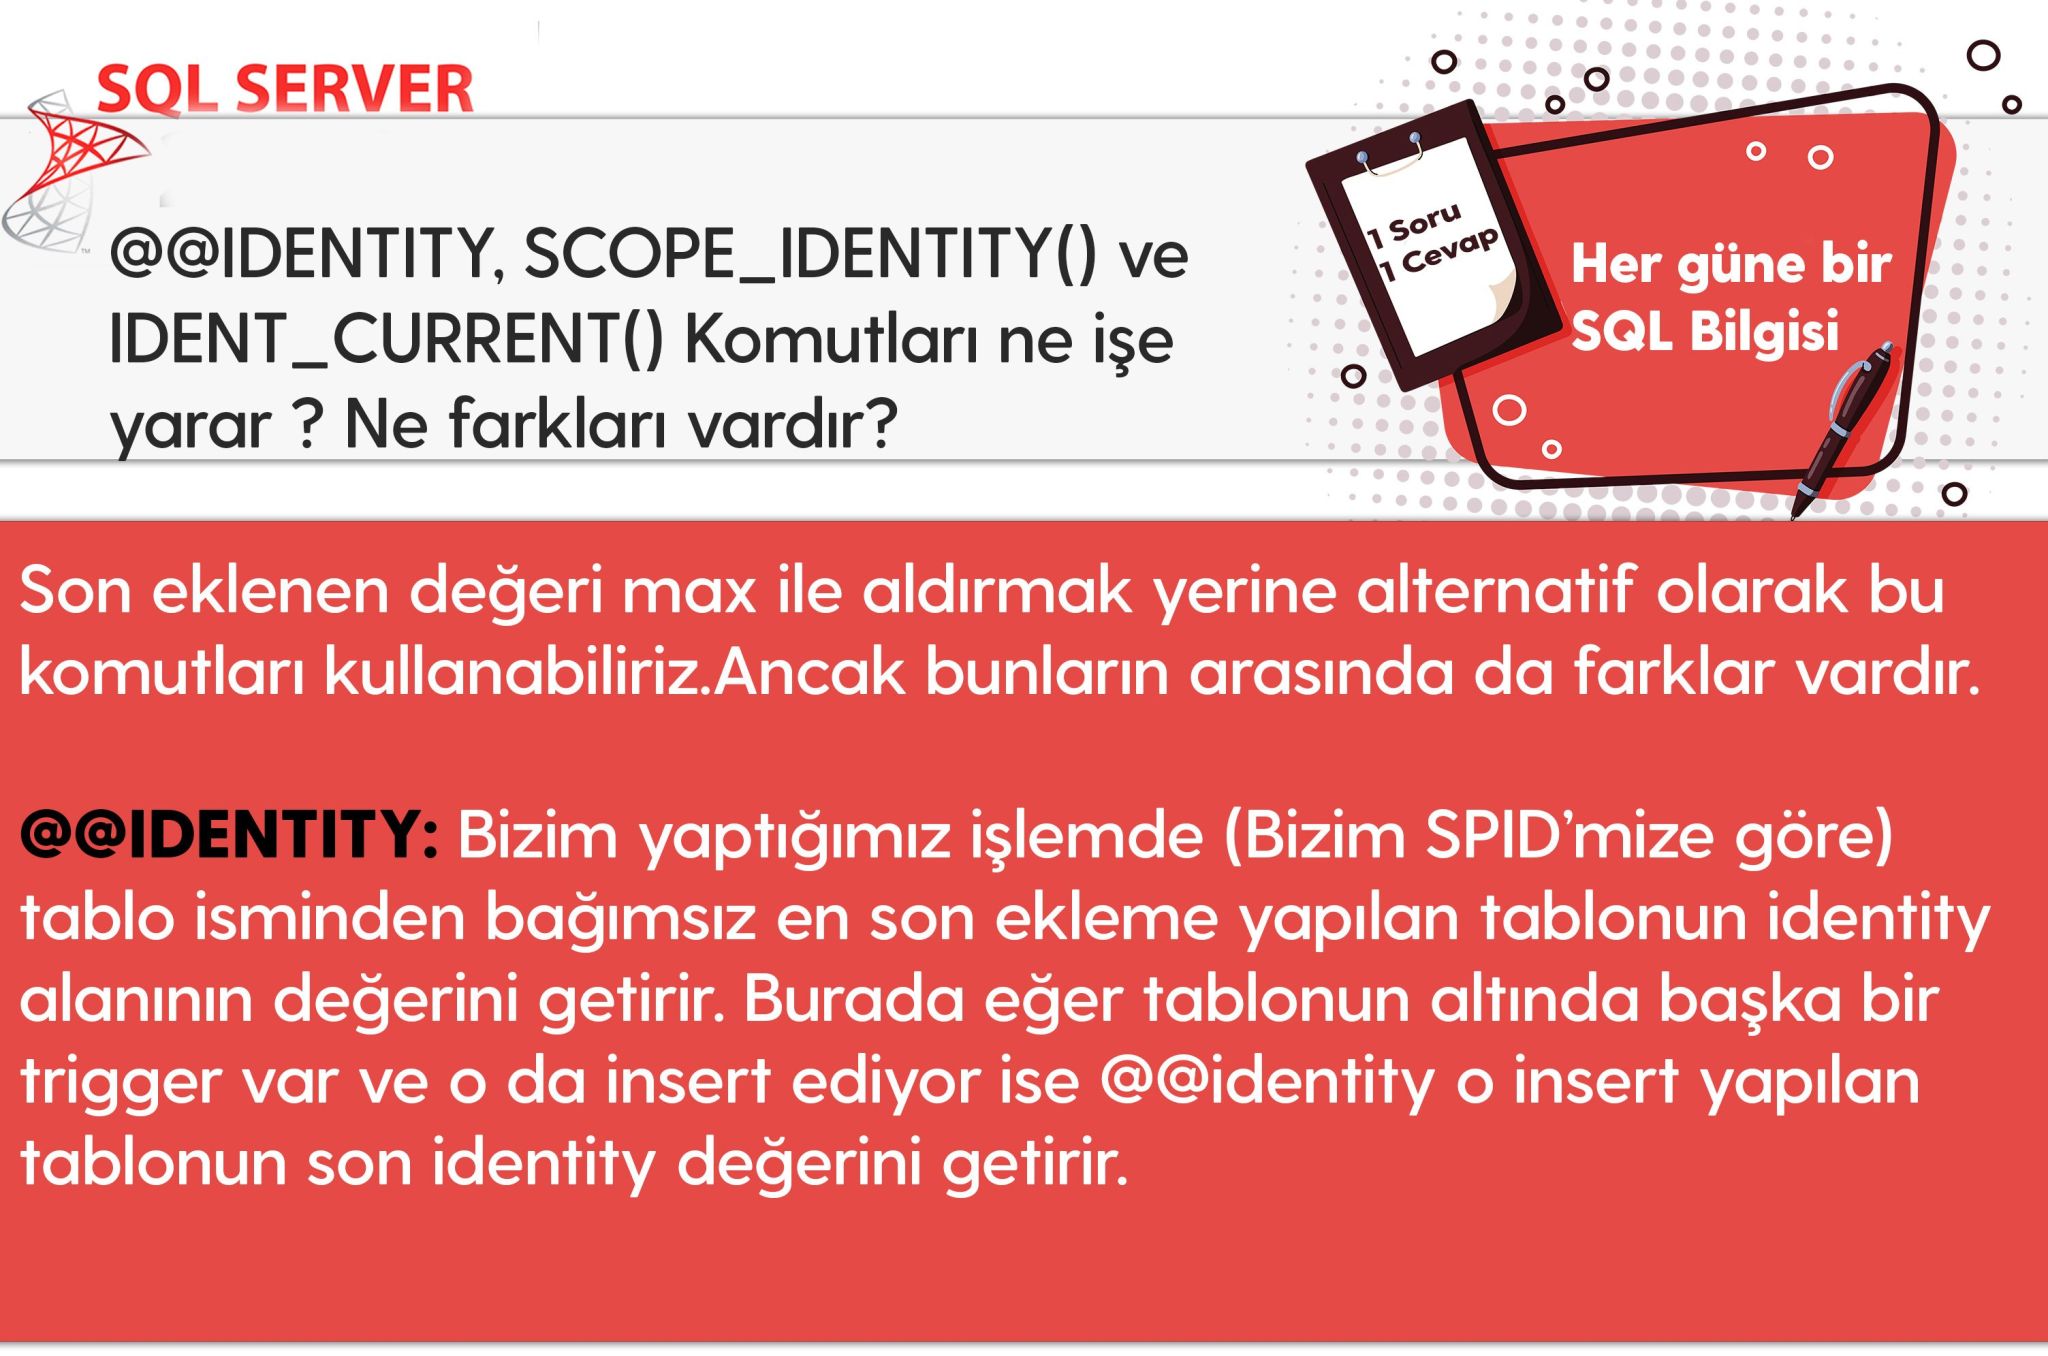 SQL SERVER
@@IDENTITY, SCOPE_IDENTITY() ve
IDENT_CURRENT() Komutları ne işe
yarar ? Ne farkları vardır?
1 Soru
1 Cevap
Her güne bir
SQL Bilgisi
Son eklenen değeri max ile aldırmak yerine alternatif olarak bu
komutları kullanabiliriz.Ancak bunların arasında da farklar vardır.
@@IDENTITY: Bizim yaptığımız işlemde (Bizim SPID’mize göre)
tablo isminden bağımsız en son ekleme yapılan tablonun identity
alanının değerini getirir. Burada eğer tablonun altında başka bir
trigger var ve o da insert ediyor ise @@identity o insert yapılan
tablonun son identity değerini getirir.